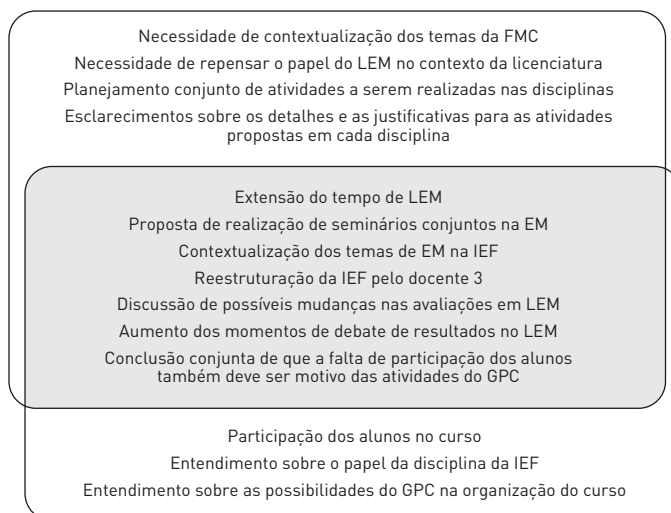 Necessidade de contextualização dos temas da FMC
Necessidade de repensar o papel do LEM no contexto da licenciatura
Planejamento conjunto de atividades a serem realizadas nas disciplinas
Esclarecimentos sobre os detalhes e as justificativas para as atividades
propostas em cada disciplina
Extensão do tempo de LEM
Proposta de realização de seminários conjuntos na EM
Contextualização dos temas de EM na IEF
Reestruturação da IEF pelo docente 3
Discussão de possíveis mudanças nas avaliações em LEM
Aumento dos momentos de debate de resultados no LEM
Conclusão conjunta de que a falta de participação dos alunos
também deve ser motivo das atividades do GPC
Participação dos alunos no curso
Entendimento sobre o papel da disciplina da IEF
Entendimento sobre as possibilidades do GPC na organização do curso